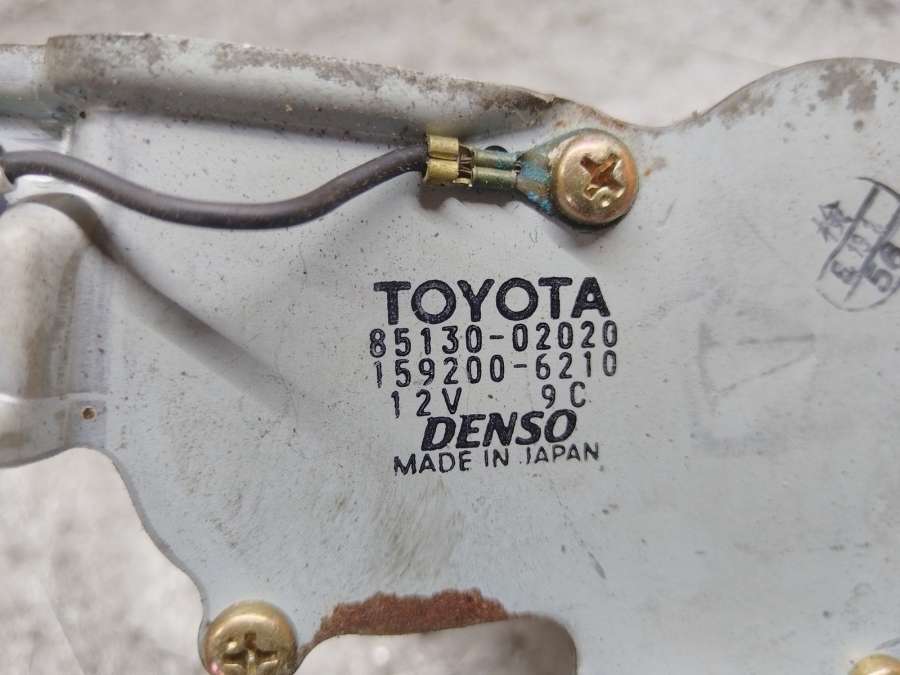 TOYOTA
85130-02020
159200-6210
12V 9C
DENSO
MADE IN JAPAN